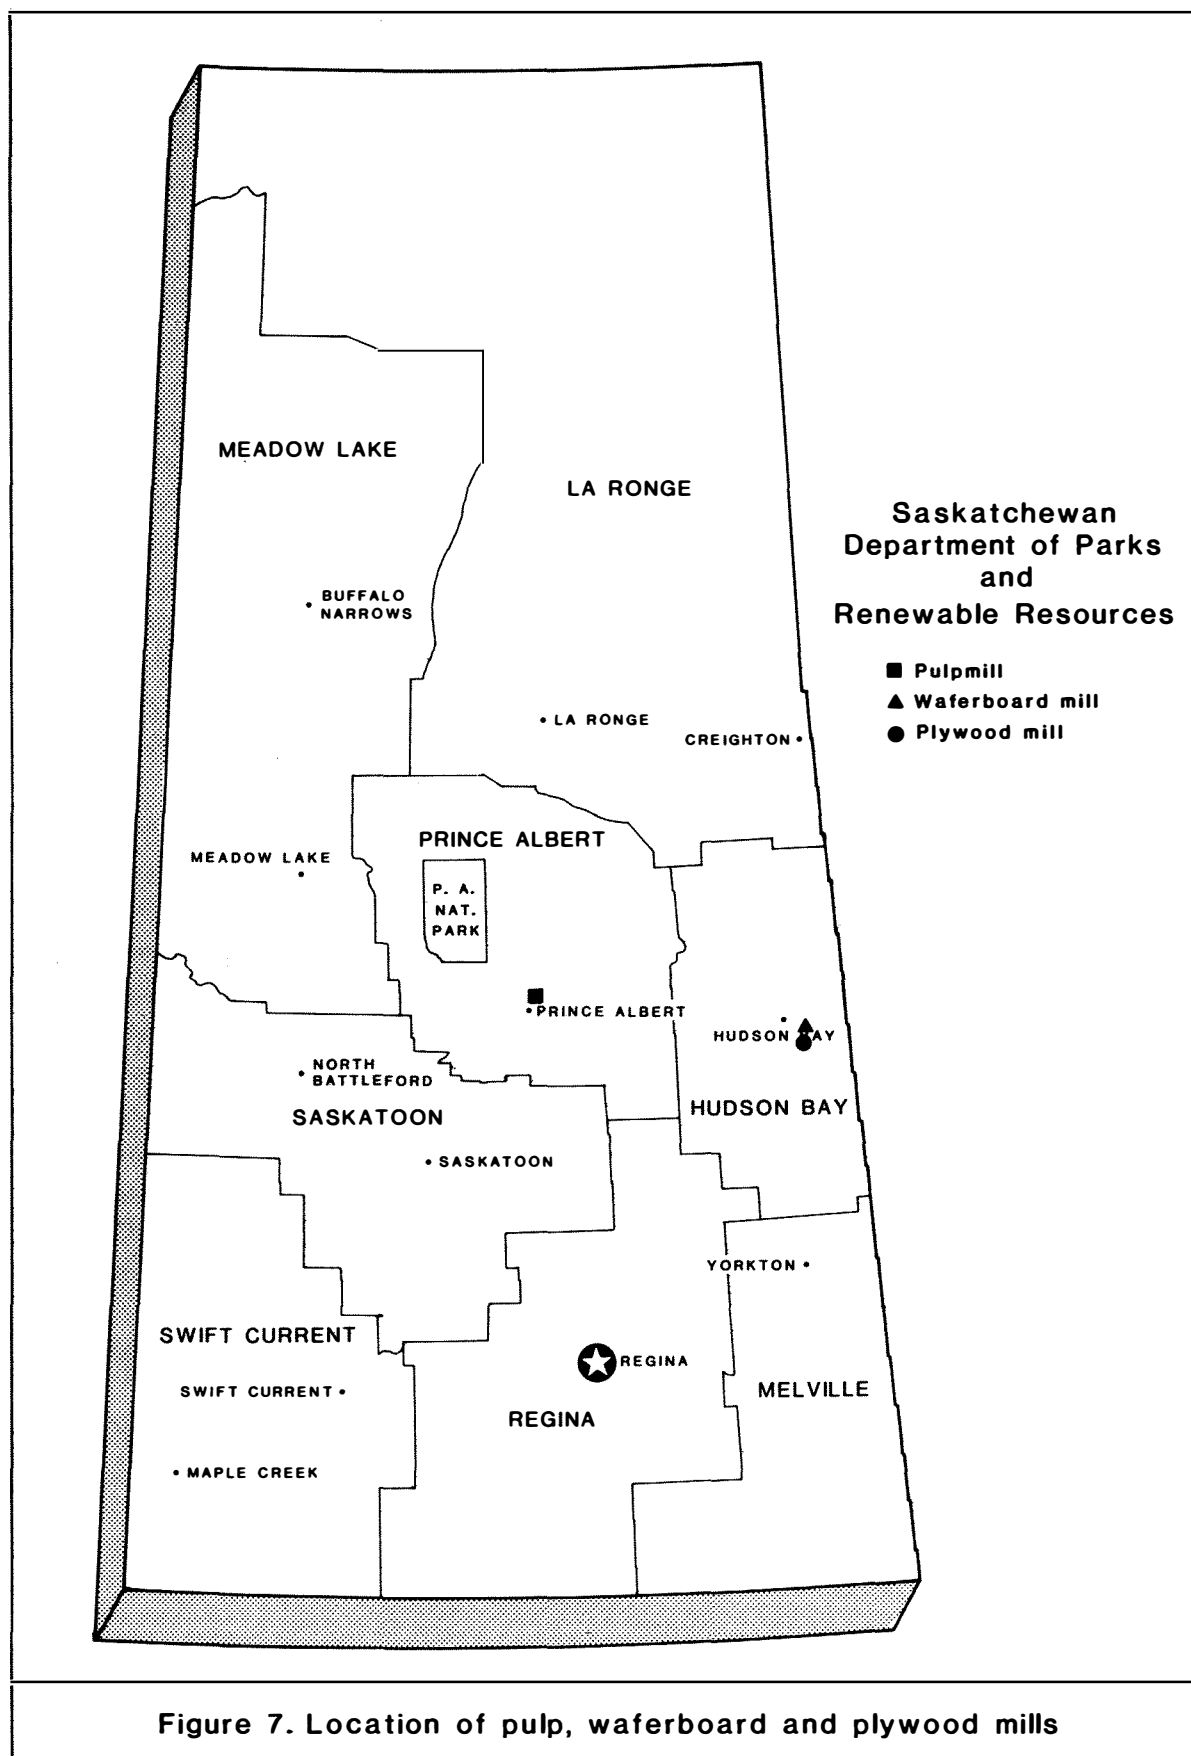 MEADOW LAKE
LA RONGE
Saskatchewan
Department of Parks
and
Renewable Resources
BUFFALO
NARROWS
Pulpmill
Waferboard mill
Plywood mill
LA RONGE
CREIGHTON
PRINCE ALBERT
MEADOW LAKE
P. A.
NAT.
PARK
PRINCE ALBERT
HUDSON AY
NORTH
BATTLEFORD
SASKATOON
HUDSON BAY
SASKATOON
YORKTON
SWIFT CURRENT
REGINA
SWIFT CURRENT
MELVILLE
REGINA
MAPLE CREEK
Figure 7. Location of pulp, waferboard and plywood mills